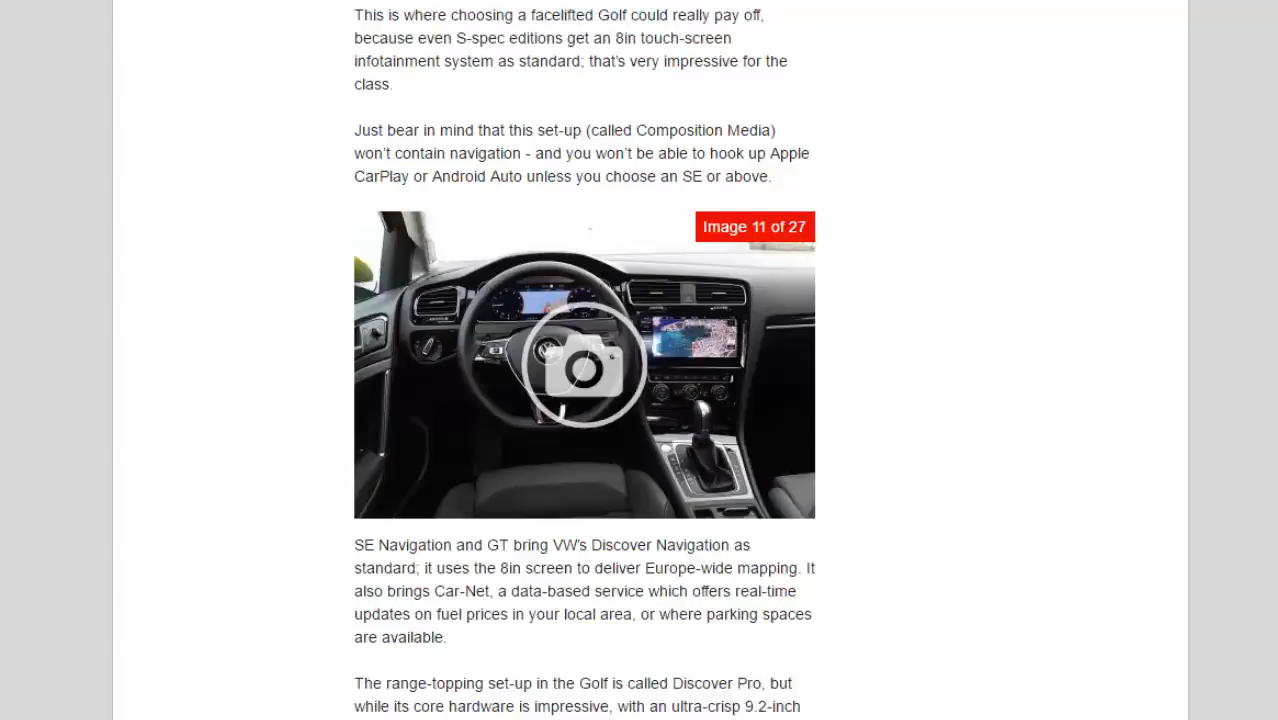 This is where choosing a facelifted Golf could really pay off,
because even S-spec editions get an 8in touch-screen
infotainment system as standard; that's very impressive for the
class.
Just bear in mind that this set-up (called Composition Media)
won't contain navigation - and you won't be able to hook up Apple
CarPlay or Android Auto unless you choose an SE or above.
Image 11 of 27
SE Navigation and GT bring VW's Discover Navigation as
standard; it uses the 8in screen to deliver Europe-wide mapping. It
also brings Car-Net, a data-based service which offers real-time
updates on fuel prices in your local area, or where parking spaces
are available.
The range-topping set-up in the Golf is called Discover Pro, but
while its core hardware is impressive, with an ultra-crisp 9.2-inch